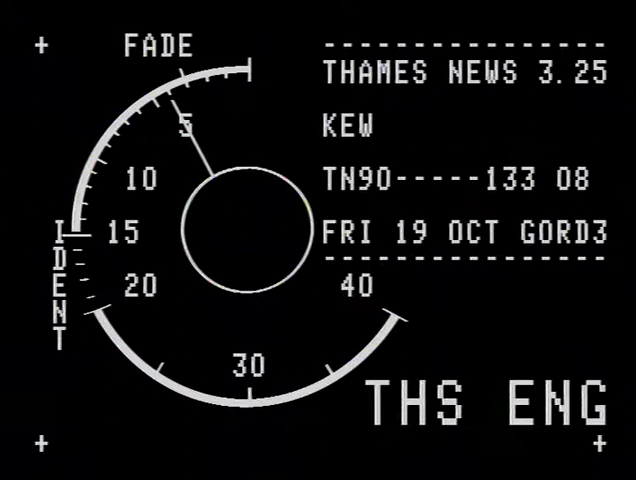 FADE
THAMES NEWS 3.25
KEW
5
10
TN90-----133 08
IDENT
15
FRI 19 OCT GORD3
20
40
30
THS ENG